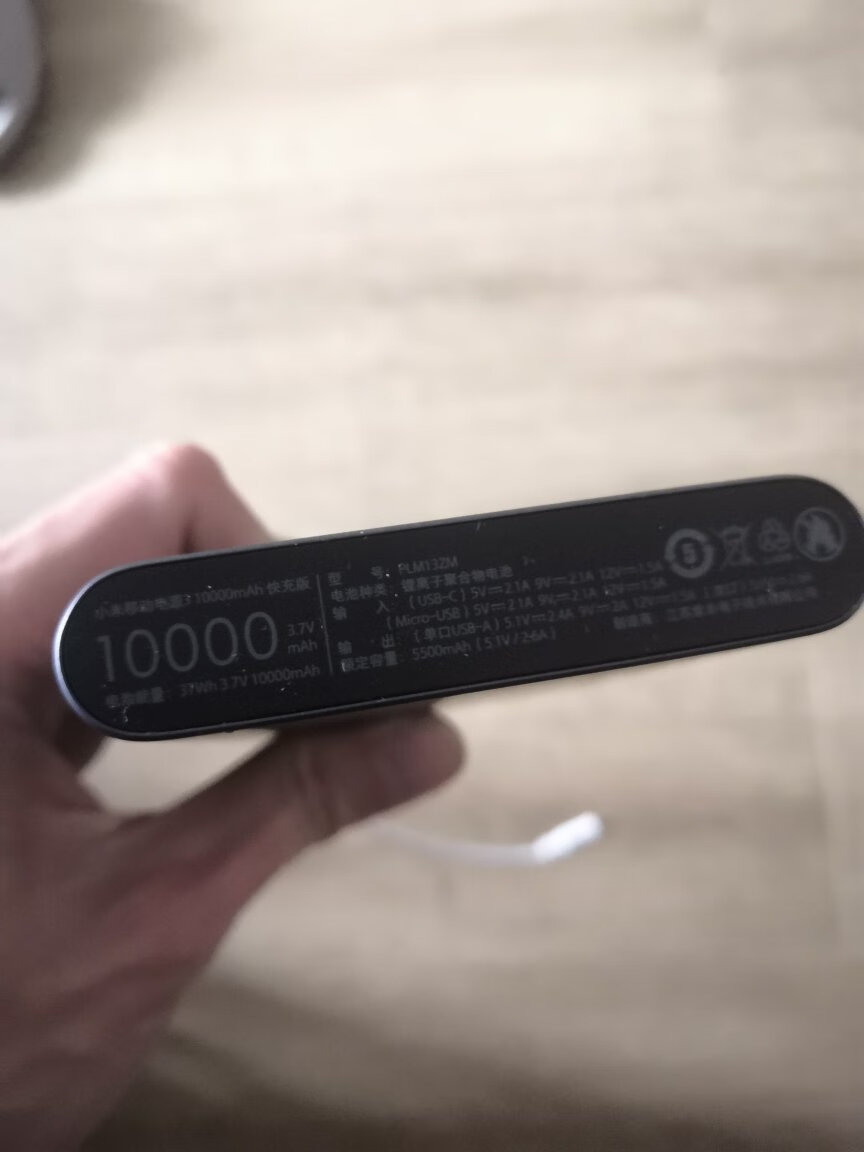 小米移动电源3 10000mAh 快充版
10000 3.7V mAh
电池能量：37Wh 3.7V 10000mAh
型 号：PLM13ZM
电池种类：锂离子聚合物电池
输 入：( USB-C ) 5V⎓2.1A 9V⎓2.1A 12V⎓1.5A
( Micro-USB ) 5V⎓2.1A 9V⎓2.1A 12V⎓1.5A
输 出：( 单口USB-A ) 5.1V⎓2.4A 9V⎓2A 12V⎓1.5A
额定容量：5500mAh ( 5.1V / 2.6A )
制造商：
5